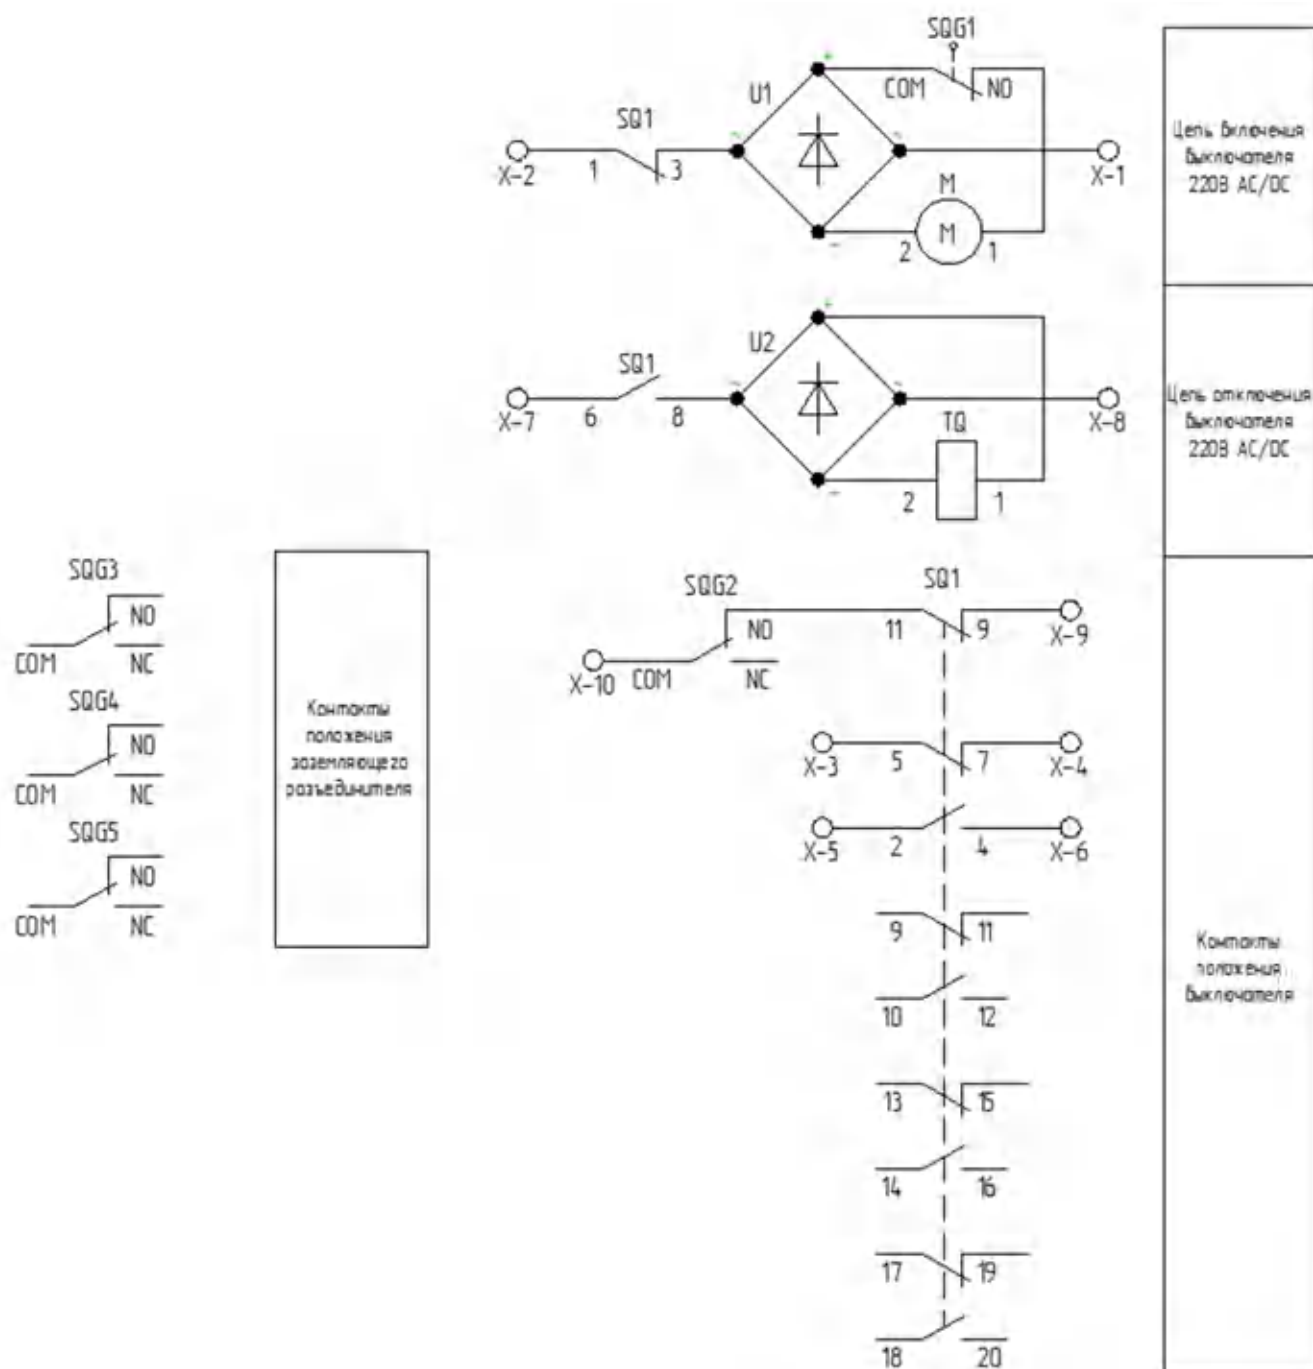 SQG1
COM
NO
U1
SQ1
X-2
1
3
X-1
M
M
2
1
Цепь включения
выключателя
220В AC/DC
U2
SQ1
X-7
6
8
X-8
TQ
2
1
Цепь отключения
выключателя
220В AC/DC
SQG3
NO
COM
NC
SQG4
NO
COM
NC
SQG5
NO
COM
NC
Контакты
положения
заземляющего
разъединителя
SQG2
NO
X-10
COM
NC
SQ1
11
9
X-9
X-3
5
7
X-4
X-5
2
4
X-6
9
11
10
12
13
15
14
16
17
19
18
20
Контакты
положения
выключателя